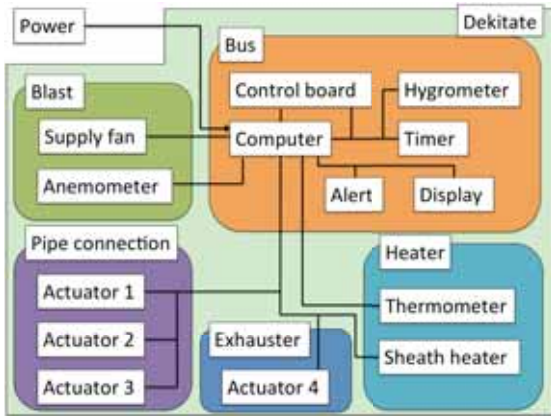 Power
Dekitate
Bus
Control board
Hygrometer
Computer
Timer
Alert
Display
Blast
Supply fan
Anemometer
Pipe connection
Actuator 1
Actuator 2
Actuator 3
Exhauster
Actuator 4
Heater
Thermometer
Sheath heater